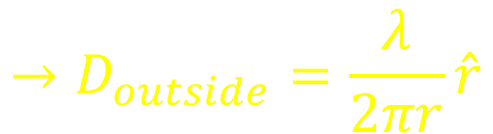 → D_outside = λ / 2πr r̂